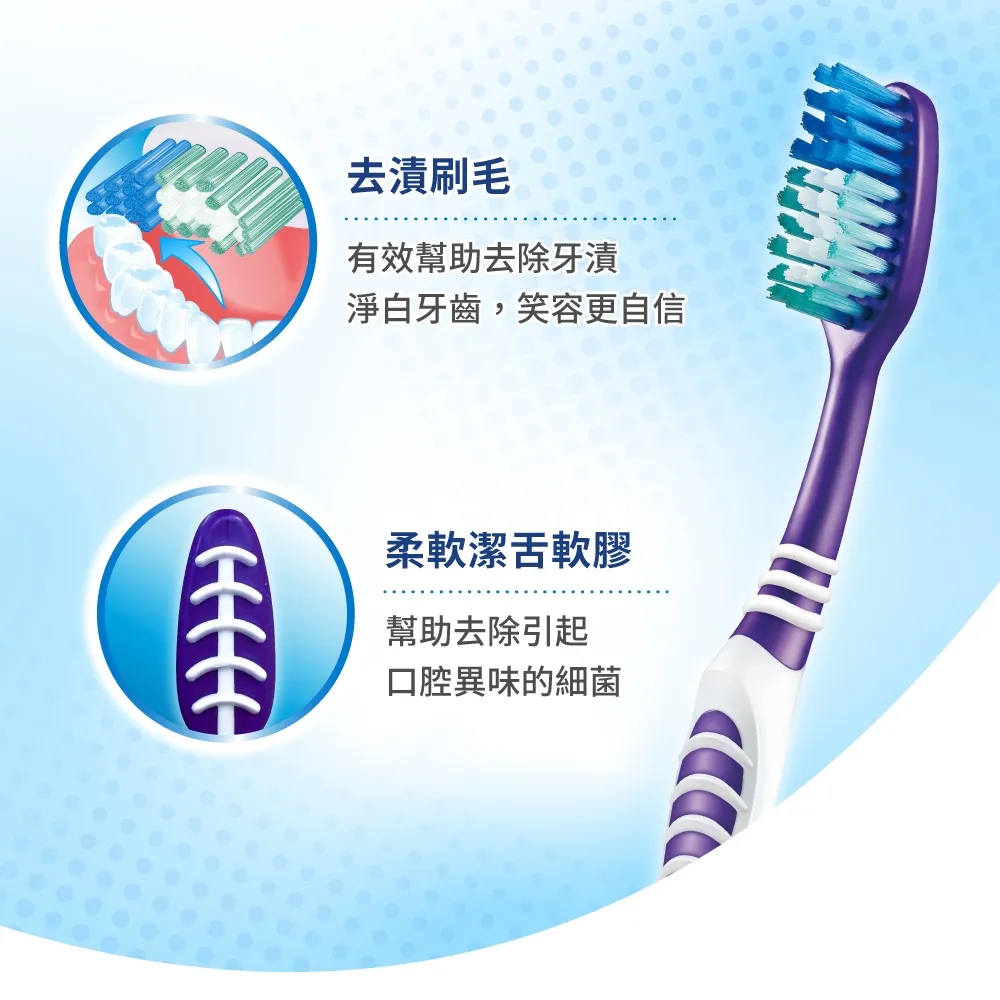 去漬刷毛
有效幫助去除牙漬
淨白牙齒，笑容更自信
柔軟潔舌軟膠
幫助去除引起
口腔異味的細菌